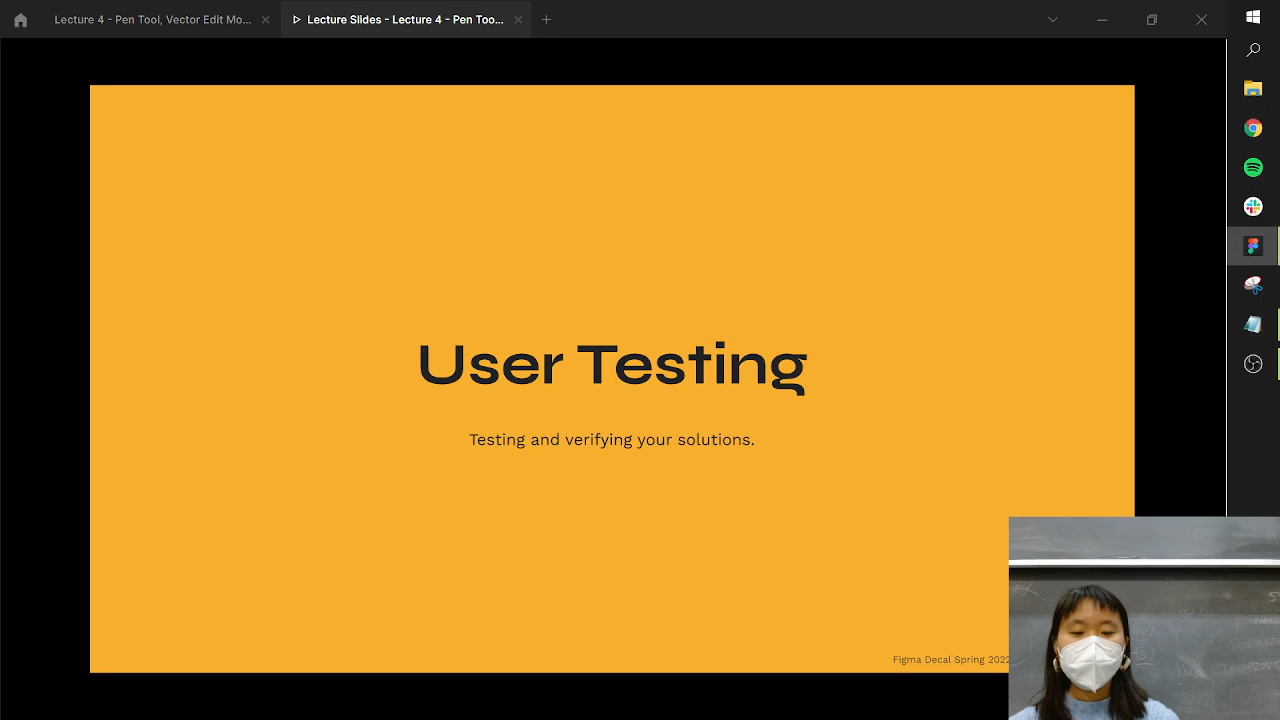 Lecture 4 - Pen Tool, Vector Edit Mo...
Lecture Slides - Lecture 4 - Pen Too...
User Testing
Testing and verifying your solutions.
Figma Decal Spring 2022